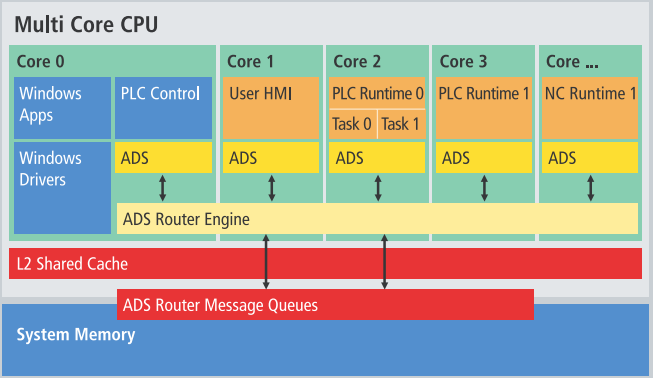 Multi Core CPU
Core 0
Core 1
Core 2
Core 3
Core ...
Windows
Apps
PLC Control
User HMI
PLC Runtime 0
Task 0
Task 1
PLC Runtime 1
NC Runtime 1
Windows
Drivers
ADS
ADS
ADS
ADS
ADS
ADS Router Engine
L2 Shared Cache
ADS Router Message Queues
System Memory